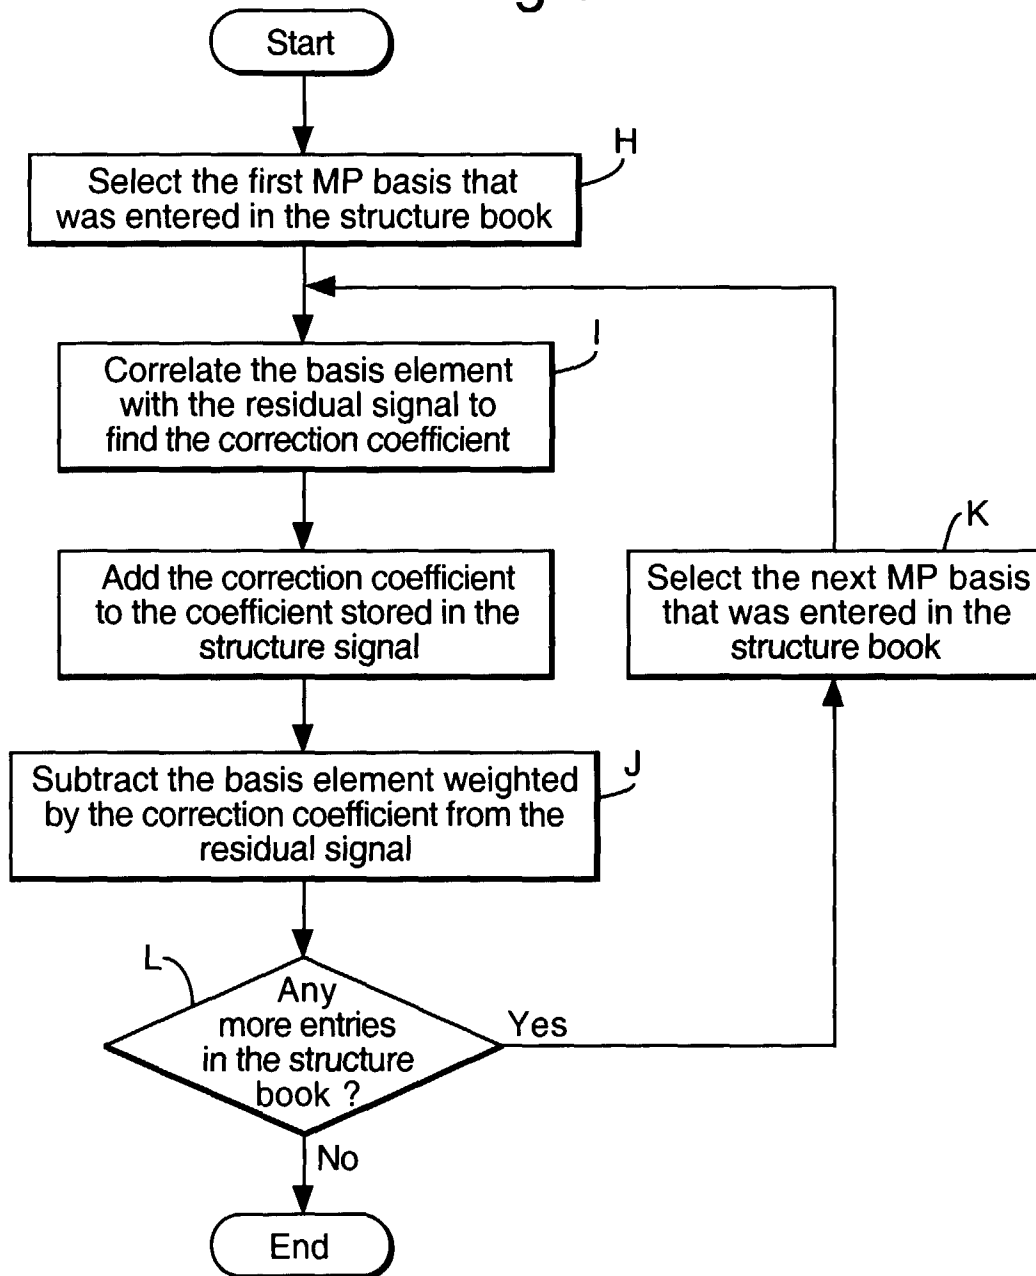 Start
H
Select the first MP basis that
was entered in the structure book
I
Correlate the basis element
with the residual signal to
find the correction coefficient
K
Add the correction coefficient
to the coefficient stored in the
structure signal
Select the next MP basis
that was entered in the
structure book
J
Subtract the basis element weighted
by the correction coefficient from the
residual signal
L
Any
more entries
in the structure
book ?
Yes
No
End